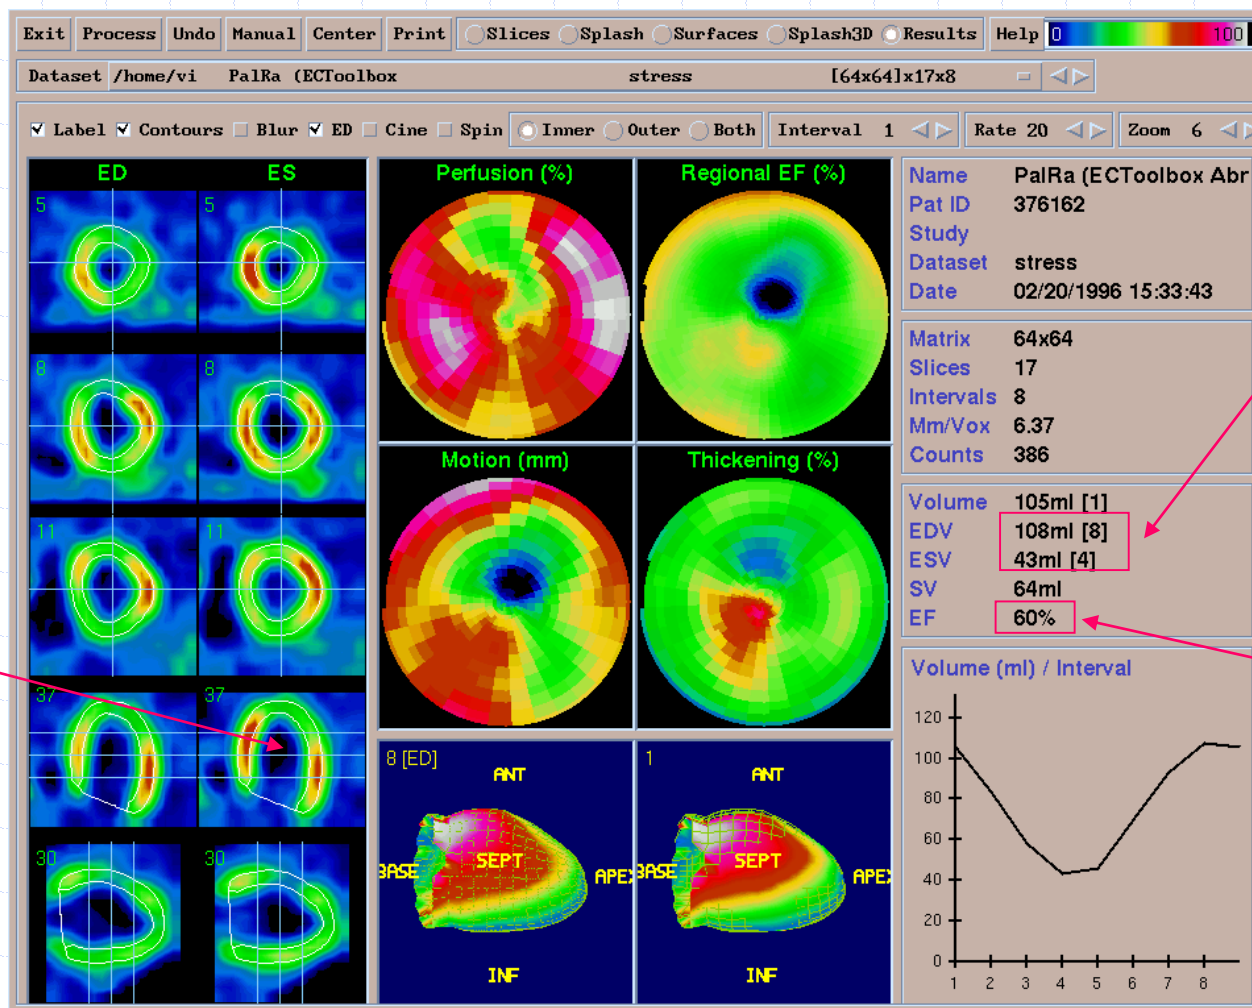 Exit Process Undo Manual Center Print Slices Splash Surfaces Splash3D Results Help 0 100
Dataset /home/vi PalRa (ECToolbox stress [64x64]x17x8
Label Contours Blur ED Cine Spin Inner Outer Both Interval 1 Rate 20 Zoom 6
ED ES
5 5
8 8
11 11
37 37
30 30
Perfusion (%)
Regional EF (%)
Motion (mm)
Thickening (%)
8 [ED]
ANT
SEPT
BASE
APEX
INF
1
ANT
SEPT
BASE
APEX
INF
Name PalRa (ECToolbox Abr
Pat ID 376162
Study
Dataset stress
Date 02/20/1996 15:33:43
Matrix 64x64
Slices 17
Intervals 8
Mm/Vox 6.37
Counts 386
Volume 105ml [1]
EDV 108ml [8]
ESV 43ml [4]
SV 64ml
EF 60%
Volume (ml) / Interval
120
100
80
60
40
20
0
1 2 3 4 5 6 7 8